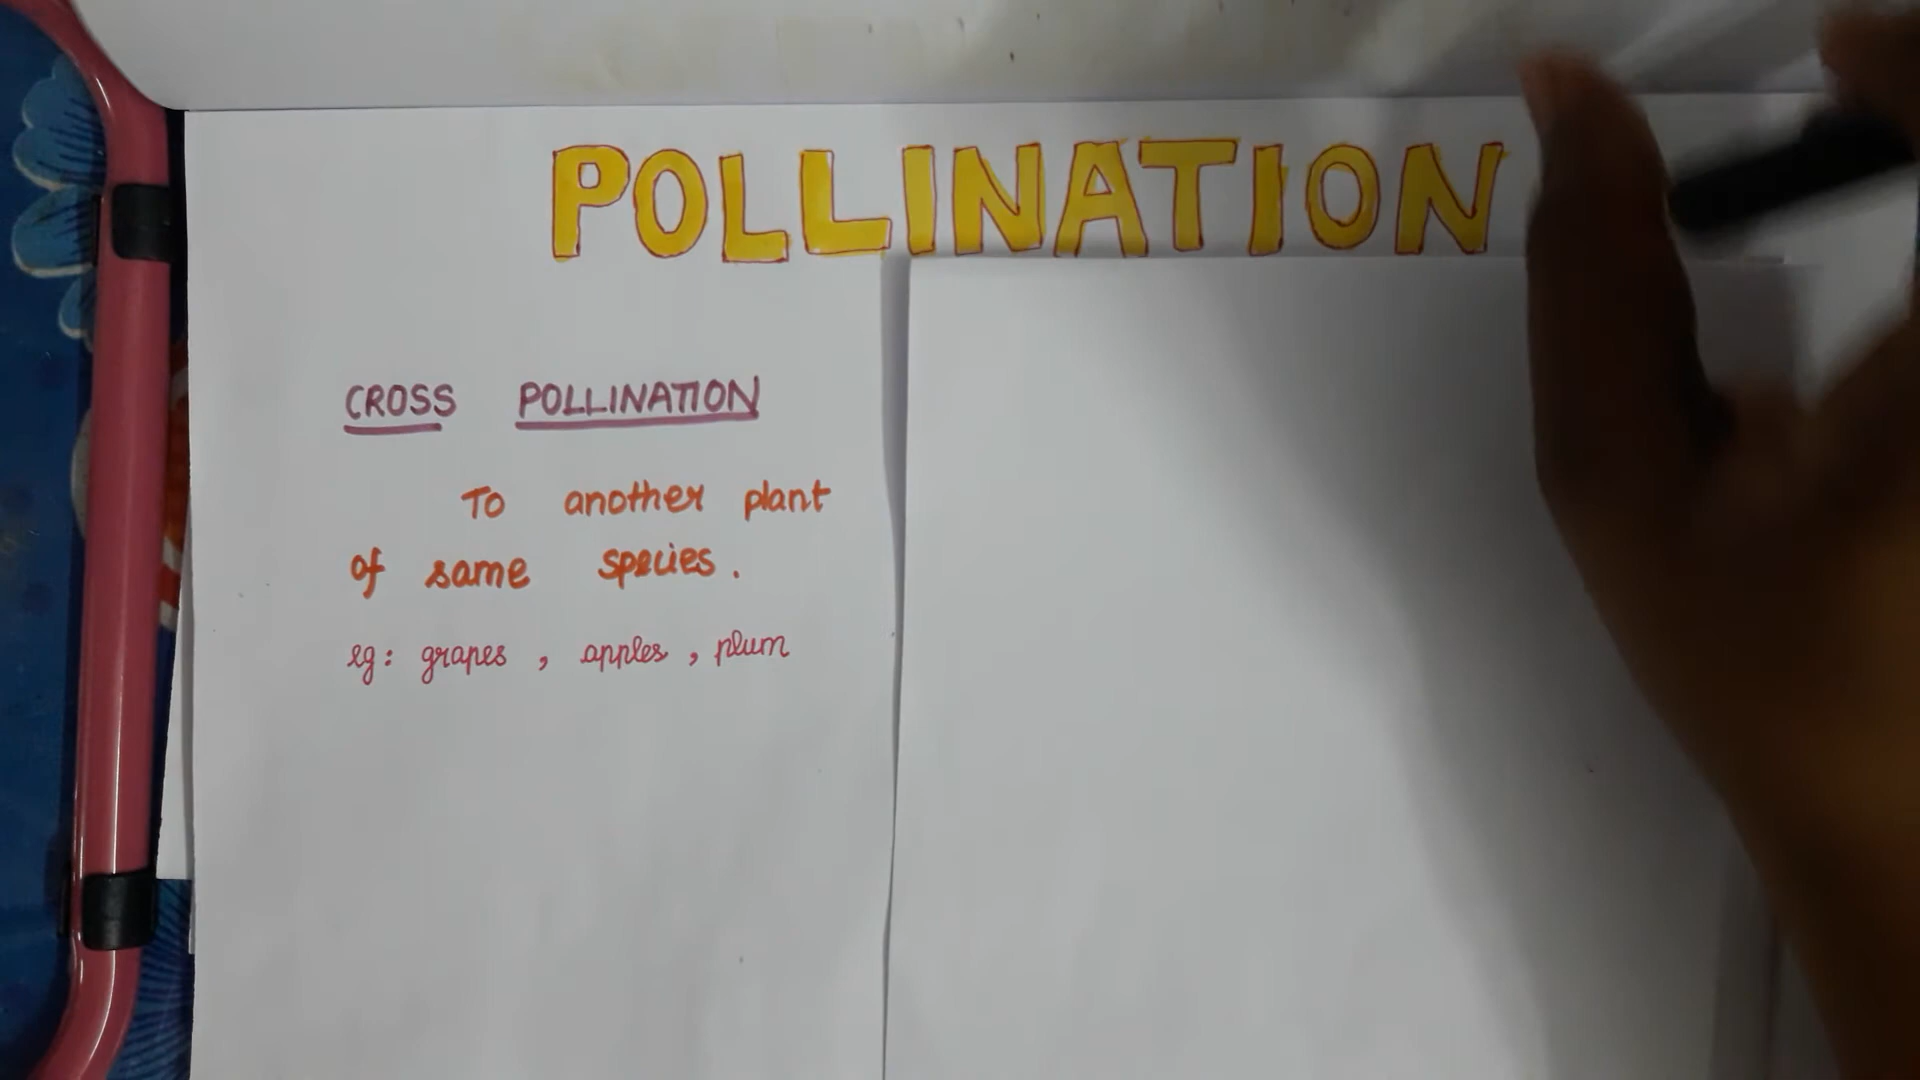 POLLINATION
CROSS POLLINATION
To another plant
of same species.
eg: grapes, apples, plum